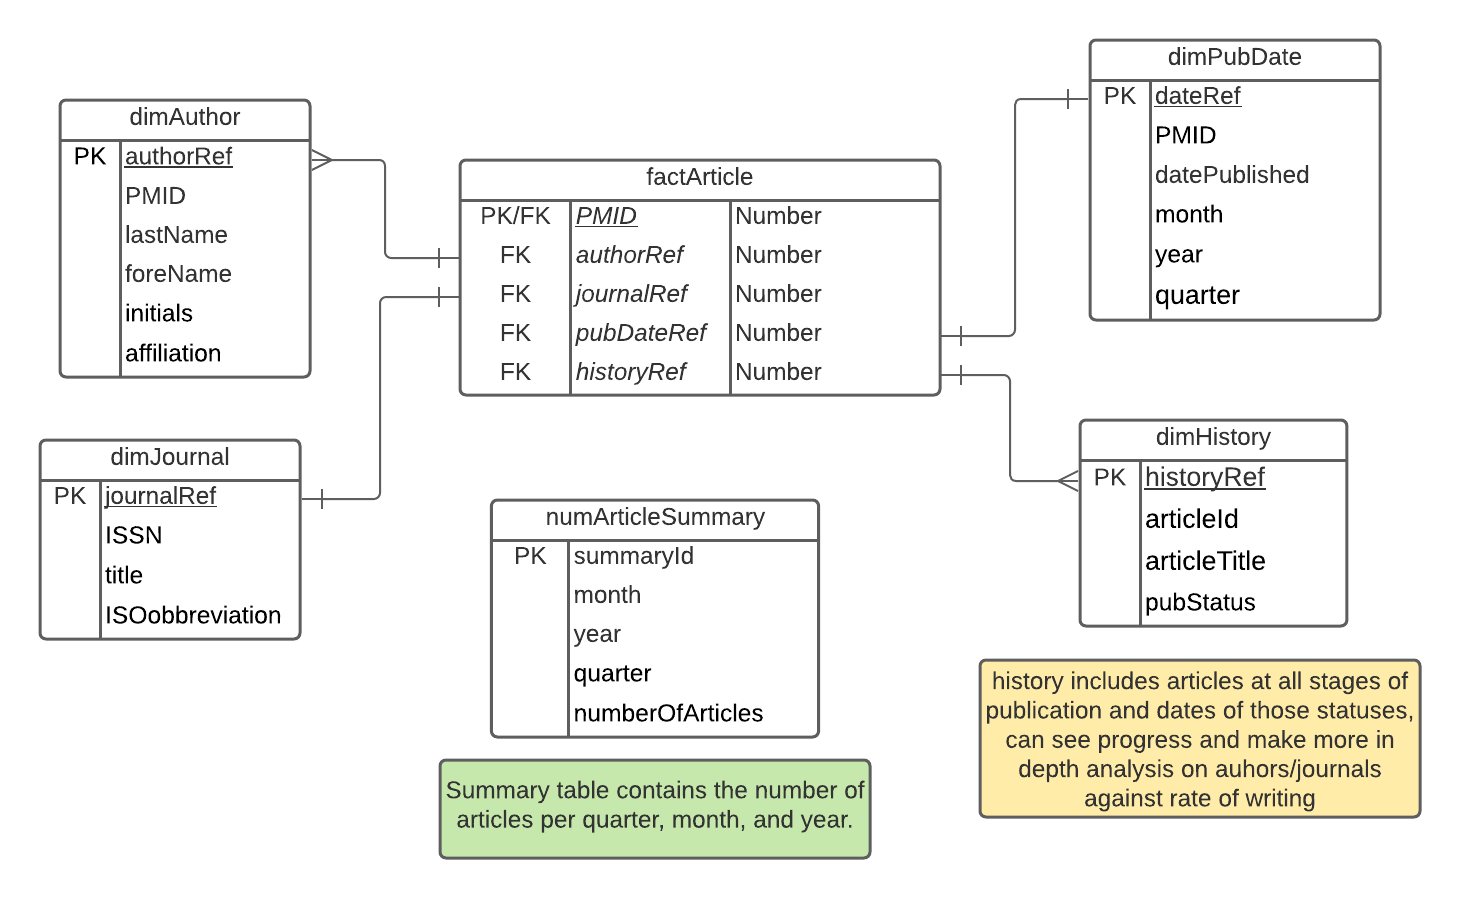 dimAuthor
PK authorRef
PMID
lastName
foreName
initials
affiliation
dimJournal
PK journalRef
ISSN
title
ISOobbreviation
factArticle
PK/FK PMID Number
FK authorRef Number
FK journalRef Number
FK pubDateRef Number
FK historyRef Number
numArticleSummary
PK summaryId
month
year
quarter
numberOfArticles
Summary table contains the number of
articles per quarter, month, and year.
dimPubDate
PK dateRef
PMID
datePublished
month
year
quarter
dimHistory
PK historyRef
articleId
articleTitle
pubStatus
history includes articles at all stages of
publication and dates of those statuses,
can see progress and make more in
depth analysis on auhors/journals
against rate of writing